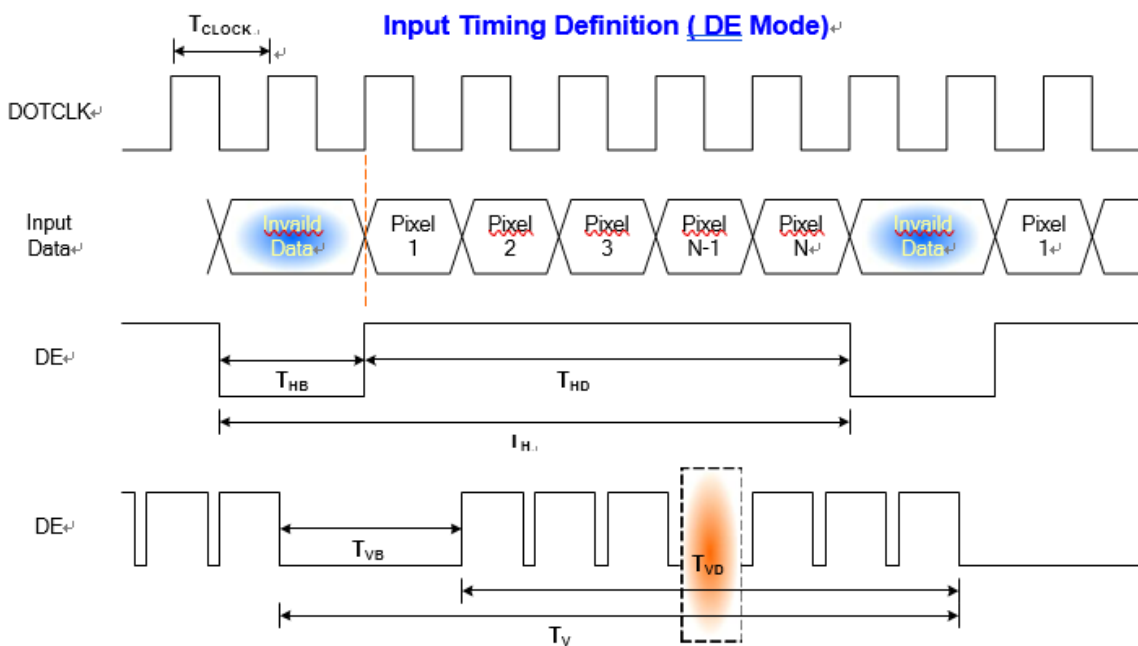 Input Timing Definition ( DE Mode)↵
TCLOCK↵
↵
DOTCLK↵
Input
Data↵
Invaild
Data↵
Pixel
1
Pixel
2
Pixel
3
Pixel
N-1
Pixel
N↵
Invaild
Data↵
Pixel
1↵
DE↵
THB
THD
TH↵
DE↵
TVB
TVD
TV